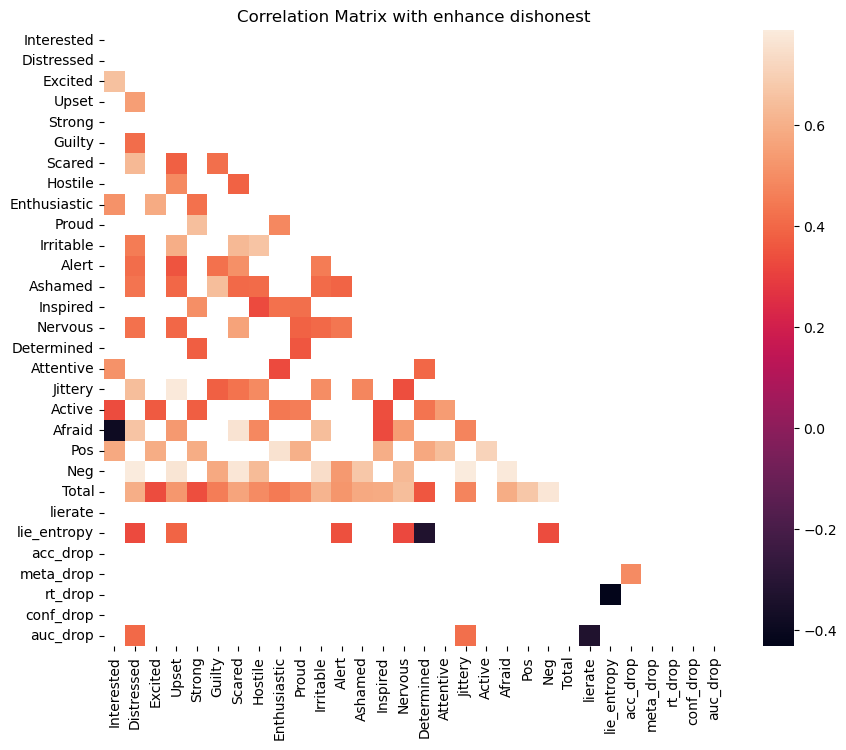 Correlation Matrix with enhance dishonest
Interested
Distressed
Excited
Upset
Strong
Guilty
Scared
Hostile
Enthusiastic
Proud
Irritable
Alert
Ashamed
Inspired
Nervous
Determined
Attentive
Jittery
Active
Afraid
Pos
Neg
Total
lierate
lie_entropy
acc_drop
meta_drop
rt_drop
conf_drop
auc_drop
Interested
Distressed
Excited
Upset
Strong
Guilty
Scared
Hostile
Enthusiastic
Proud
Irritable
Alert
Ashamed
Inspired
Nervous
Determined
Attentive
Jittery
Active
Afraid
Pos
Neg
Total
lierate
lie_entropy
acc_drop
meta_drop
rt_drop
conf_drop
auc_drop
0.6
0.4
0.2
0.0
−0.2
−0.4